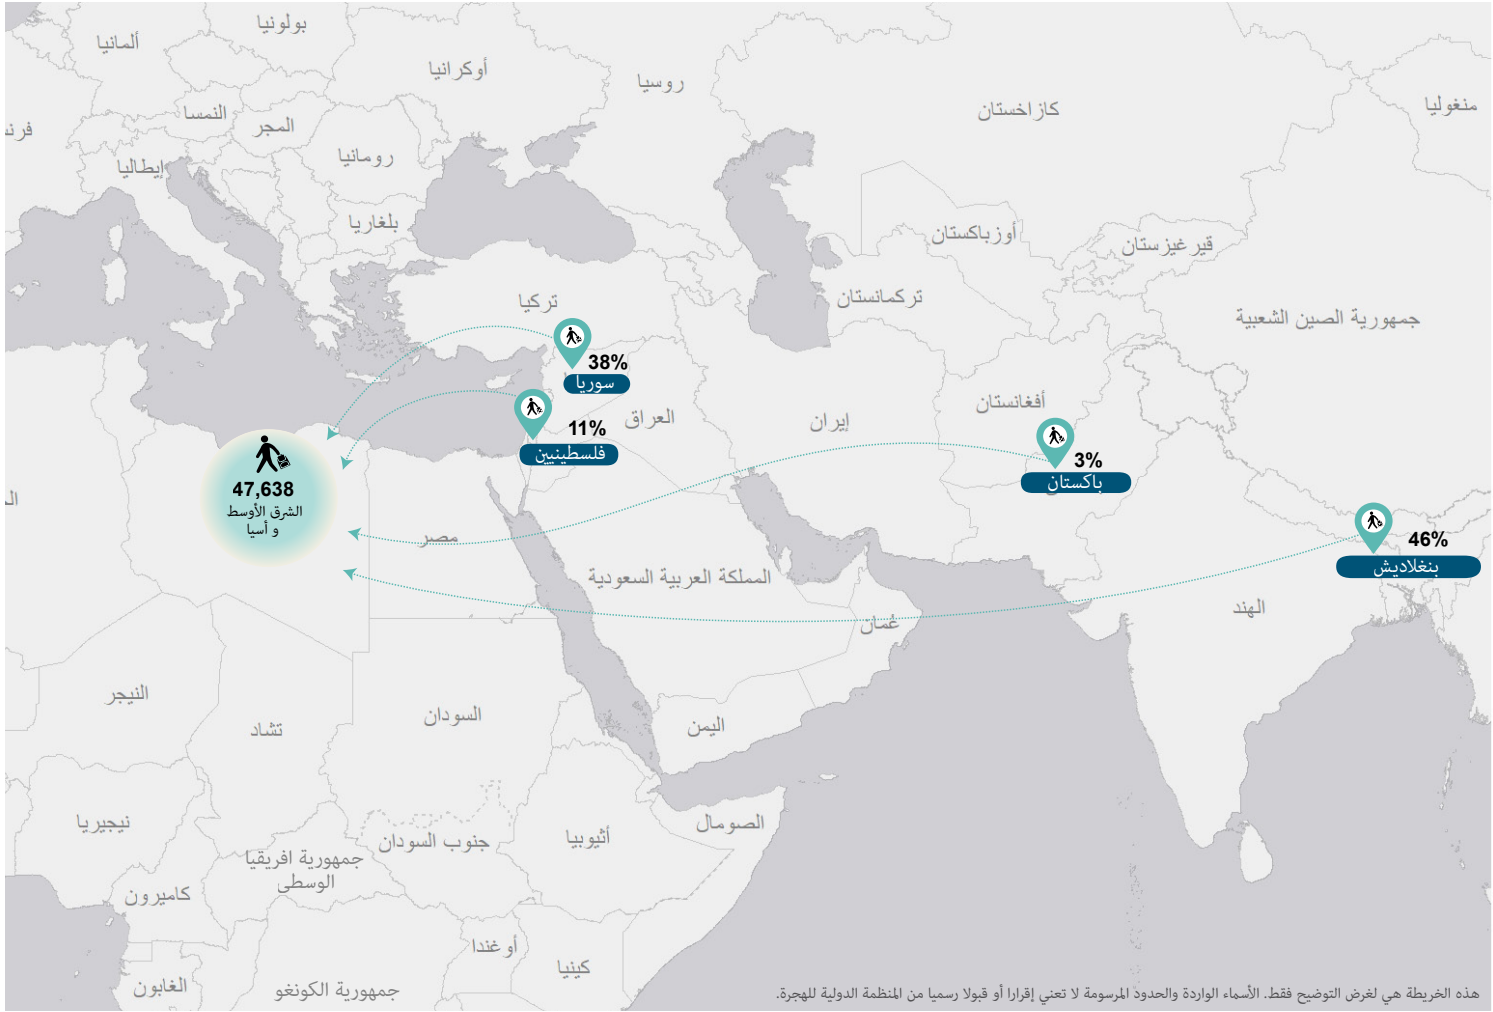 بولونيا
ألمانيا
أوكرانيا
روسيا
كازاخستان
منغوليا
النمسا
المجر
رومانيا
إيطاليا
بلغاريا
أوزباكستان
قيرغيزستان
تركيا
تركمانستان
جمهورية الصين الشعبية
38%
سوريا
11%
فلسطينيين
العراق
إيران
أفغانستان
3%
باكستان
47,638
الشرق الأوسط
و أسيا
مصر
46%
بنغلاديش
المملكة العربية السعودية
عُمان
الهند
النيجر
تشاد
السودان
اليمن
نيجيريا
جمهورية افريقيا
الوسطى
جنوب السودان
أثيوبيا
الصومال
كاميرون
أوغندا
كينيا
الغابون
جمهورية الكونغو
هذه الخريطة هي لغرض التوضيح فقط. الأسماء الواردة والحدود المرسومة لا تعني إقرارا أو قبولا رسميا من المنظمة الدولية للهجرة.